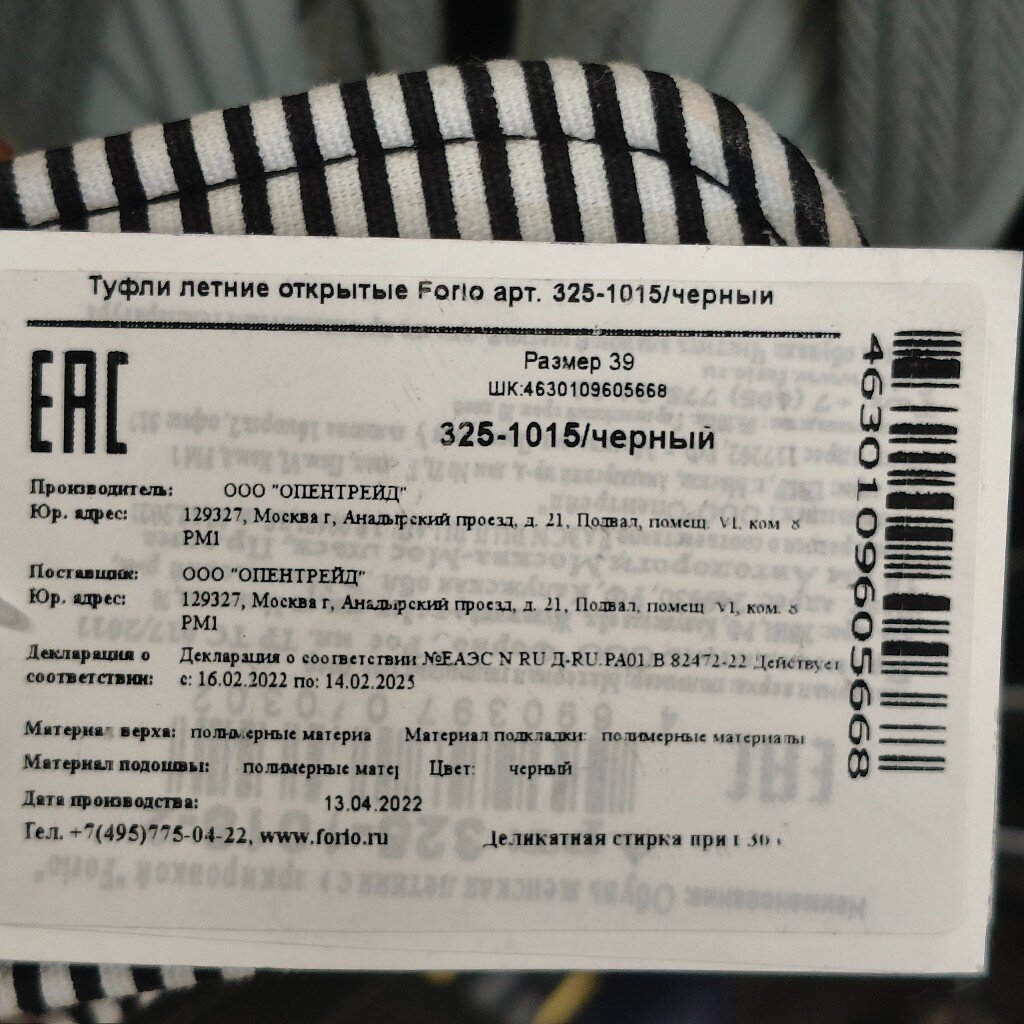 Туфли летние открытые Forio арт. 325-1015/черный
EAC
Размер 39
ШК:4630109605668
325-1015/черный
4630109605668
Производитель: ООО "ОПЕНТРЕЙД"
Юр. адрес: 129327, Москва г, Анадырский проезд, д. 21, Подвал, помещ. VI, ком. 8
РМ1
Поставщик: ООО "ОПЕНТРЕЙД"
Юр. адрес: 129327, Москва г, Анадырский проезд, д. 21, Подвал, помещ VI, ком. 8
РМ1
Декларация о соответствии: Декларация о соответствии №ЕАЭС N RU Д-RU.РА01.В 82472-22 Действует
с: 16.02.2022 по: 14.02.2025
Материал верха: полимерные материа Материал подкладки: полимерные материалы
Материал подошвы: полимерные матер Цвет: черный
Дата производства: 13.04.2022
Тел. +7(495)775-04-22, www.forio.ru Деликатная стирка при t 30